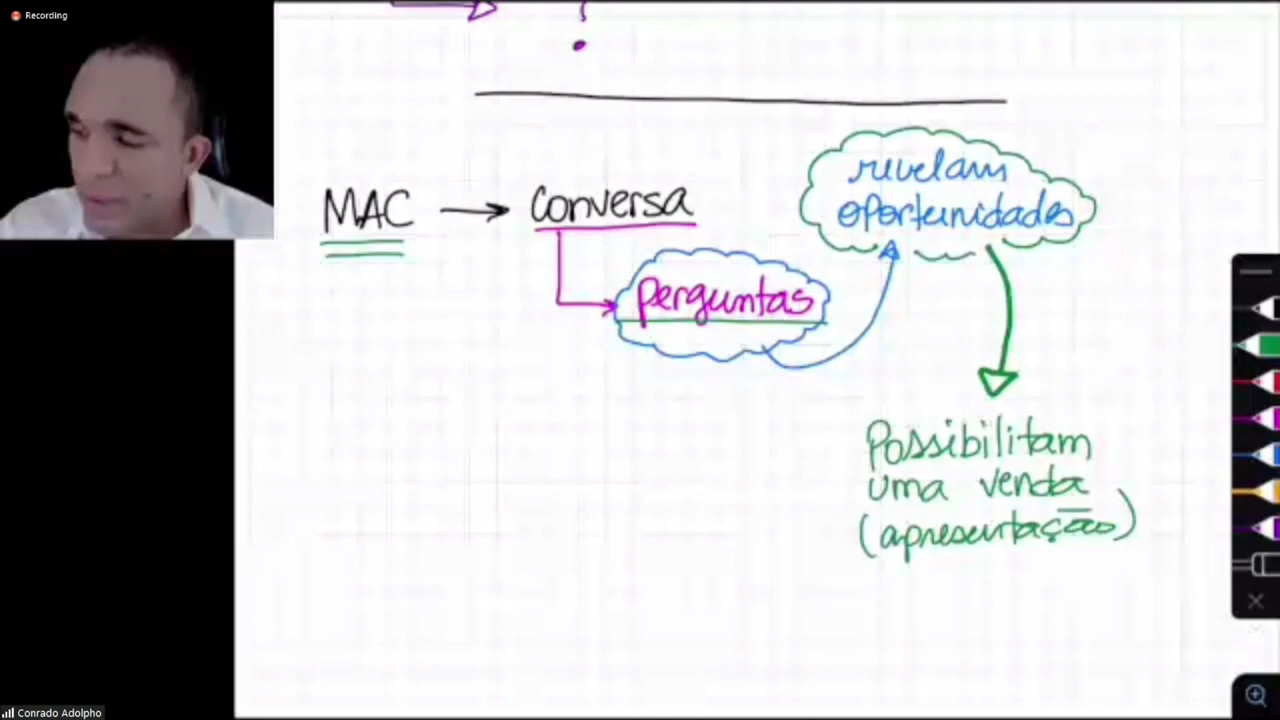 Recording
MAC → conversa
revelam
oportunidades
perguntas
Possibilitam
uma venda
(apresentação)
Conrado Adolpho